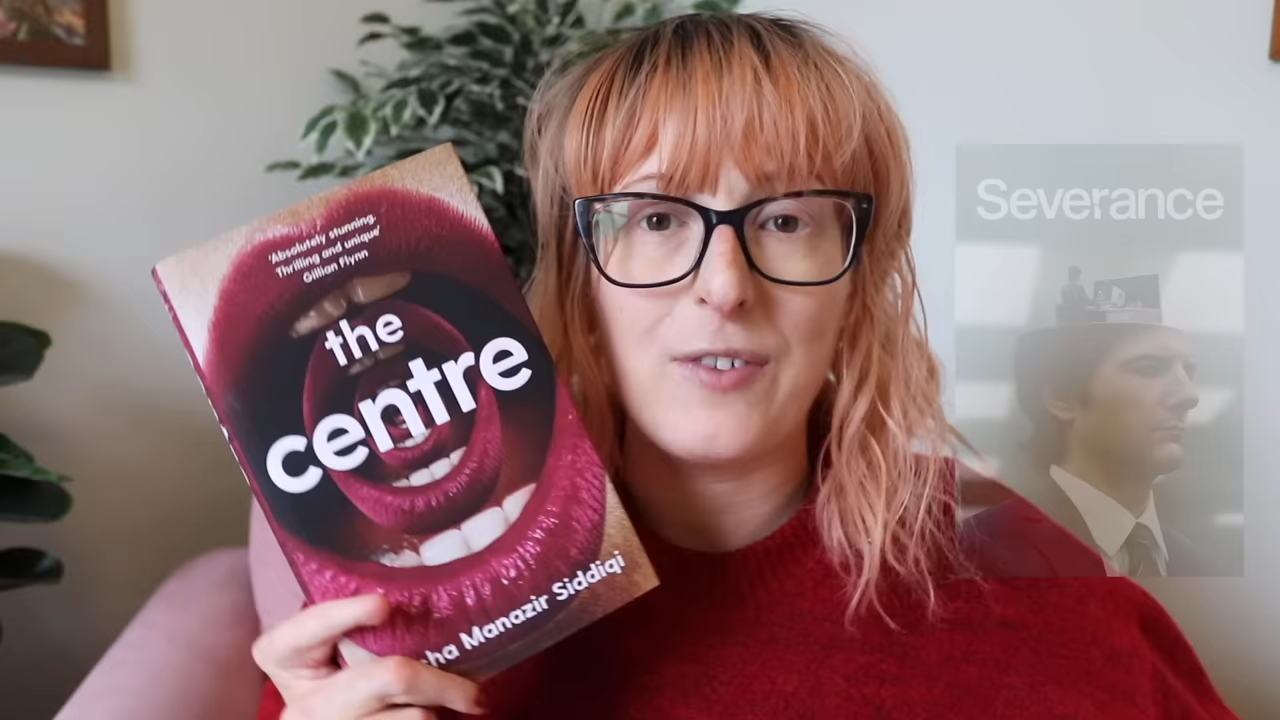 'Absolutely stunning.
Thrilling and unique'
Gillian Flynn
the
centre
Manazir Siddiqi
Severance